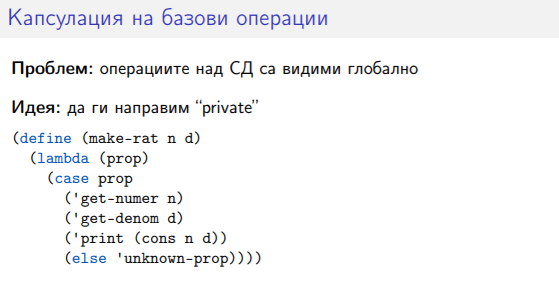 Капсулация на базови операции
Проблем: операциите над СД са видими глобално
Идея: да ги направим “private”
(define (make-rat n d)
  (lambda (prop)
    (case prop
      ('get-numer n)
      ('get-denom d)
      ('print (cons n d))
      (else 'unknown-prop))))